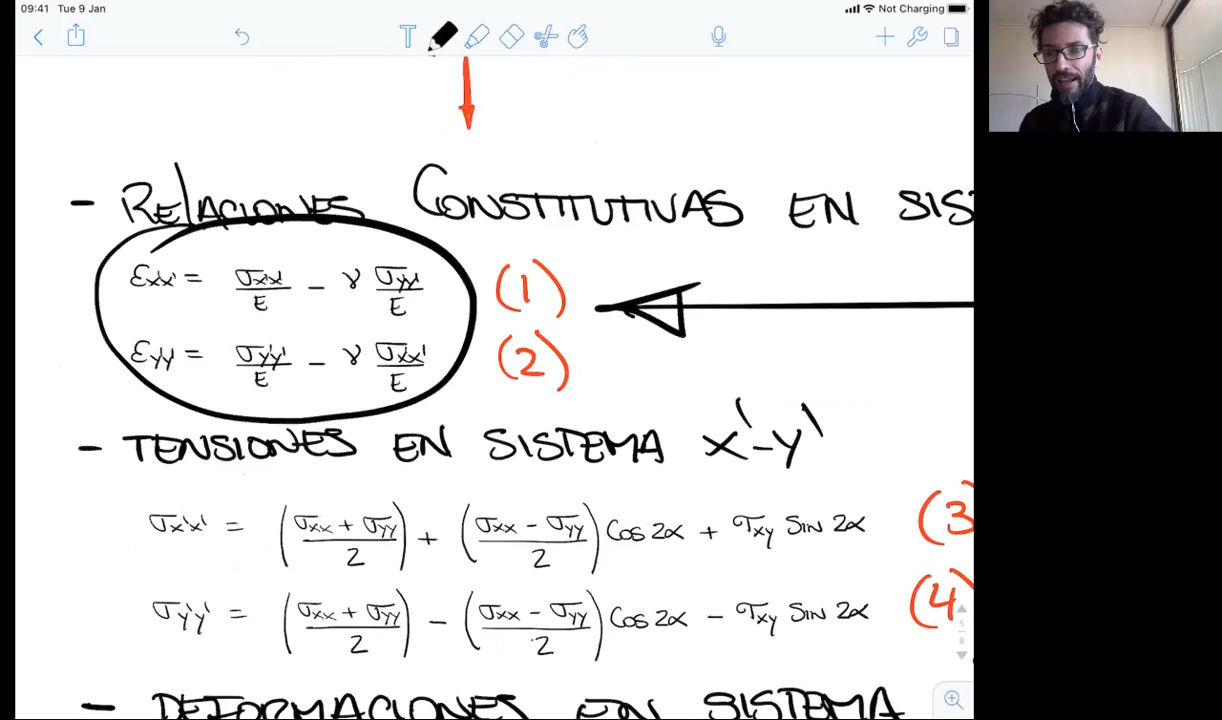 09:41 Tue 9 Jan Not Charging
- RELACIONES CONSTITUTIVAS EN SIS
εx'x' = σx'x'/E - ν σy'y'/E (1)
εy'y' = σy'y'/E - ν σx'x'/E (2)
- TENSIONES EN SISTEMA x'-y'
σx'x' = ((σxx + σyy)/2) + ((σxx - σyy)/2) Cos 2α + τxy Sin 2α (3)
σy'y' = ((σxx + σyy)/2) - ((σxx - σyy)/2) Cos 2α - τxy Sin 2α (4)
- DEFORMACIONES EN SISTEMA